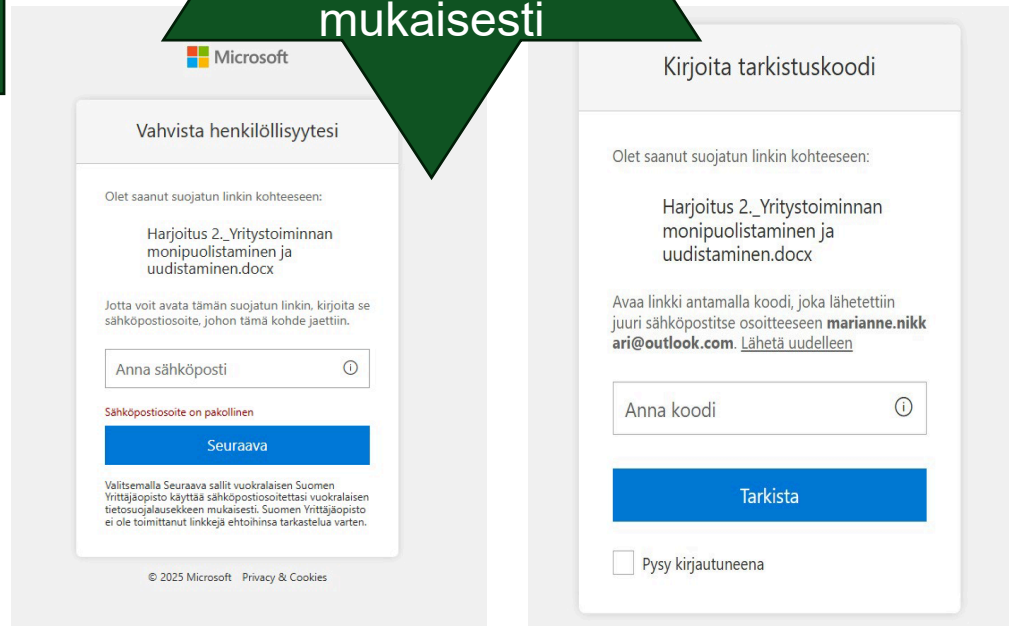 mukaisesti
Microsoft
Vahvista henkilöllisyytesi
Olet saanut suojatun linkin kohteeseen:
Harjoitus 2._Yritystoiminnan
monipuolistaminen ja
uudistaminen.docx
Jotta voit avata tämän suojatun linkin, kirjoita se
sähköpostiosoite, johon tämä kohde jaettiin.
Anna sähköposti
Sähköpostiosoite on pakollinen
Seuraava
Valitsemalla Seuraava sallit vuokralaisen Suomen
Yrittäjäopisto käyttää sähköpostiosoitettasi vuokralaisen
tietosuojalausekkeen mukaisesti. Suomen Yrittäjäopisto
ei ole toimittanut linkkejä ehtoihinsa tarkastelua varten.
© 2025 Microsoft Privacy & Cookies
Kirjoita tarkistuskoodi
Olet saanut suojatun linkin kohteeseen:
Harjoitus 2._Yritystoiminnan
monipuolistaminen ja
uudistaminen.docx
Avaa linkki antamalla koodi, joka lähetettiin
juuri sähköpostitse osoitteeseen marianne.nikk
ari@outlook.com. Lähetä uudelleen
Anna koodi
Tarkista
Pysy kirjautuneena